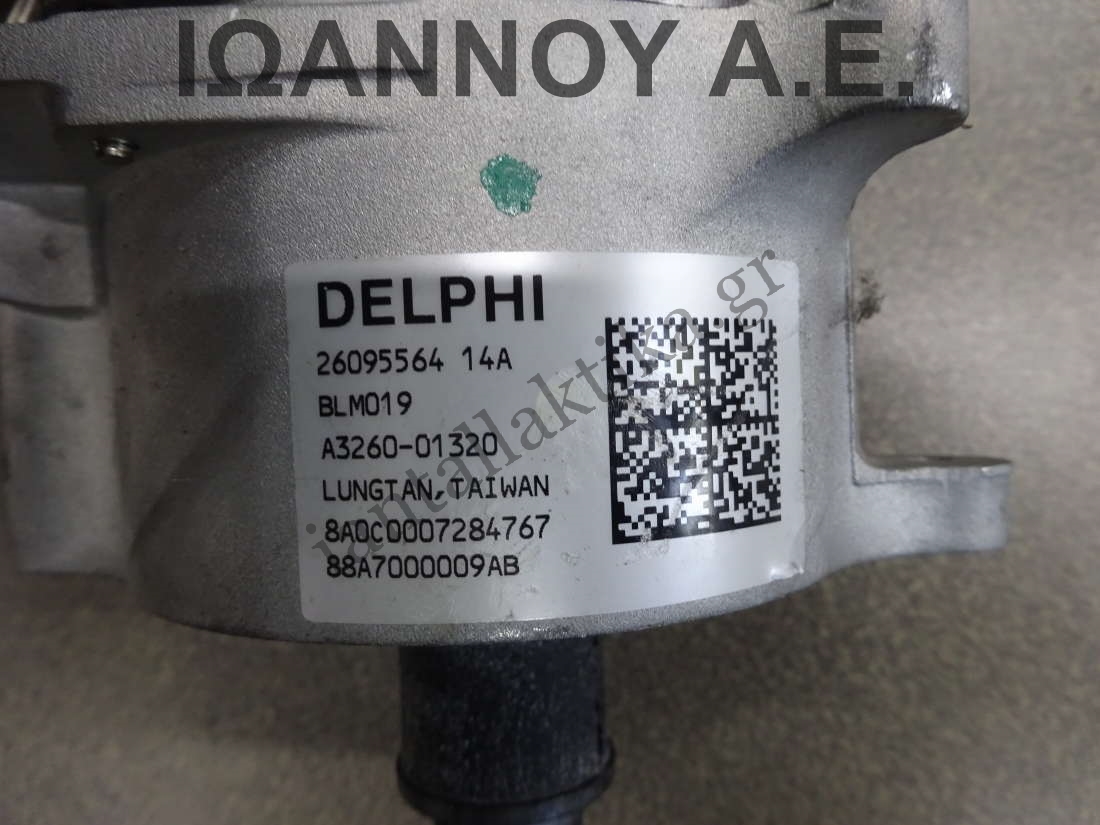 ΙΩΑΝΝΟΥ Α.Ε.
DELPHI
26095564 14A
BLM019
A3260-01320
LUNGTAN,TAIWAN
8A0C0007284767
88A7000009AB
iantallaktika.gr